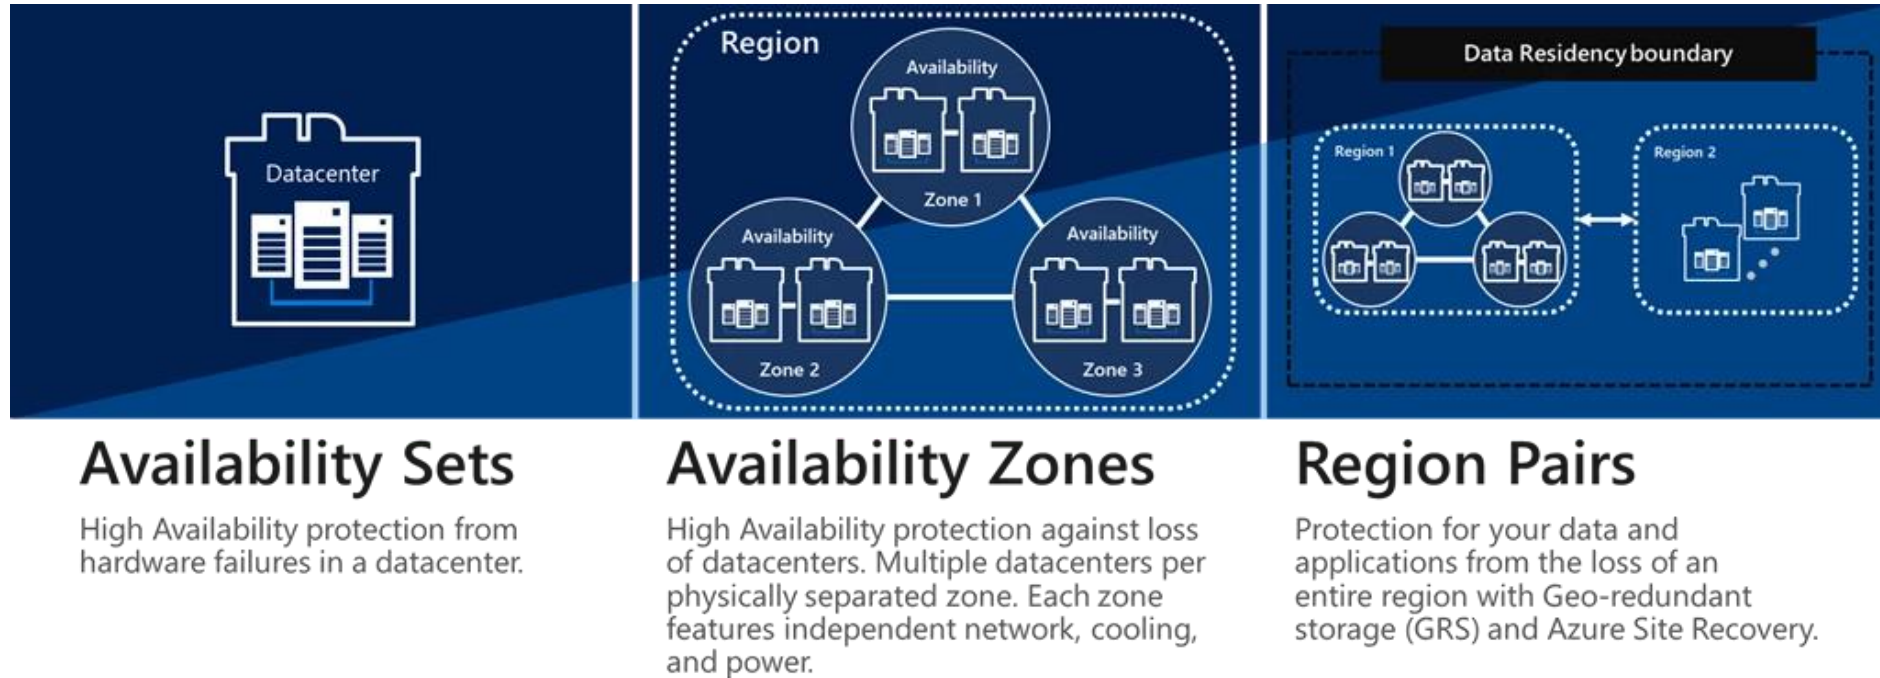 Datacenter
Region
Availability
Zone 1
Availability
Zone 2
Availability
Zone 3
Data Residency boundary
Region 1
Region 2
Availability Sets
High Availability protection from
hardware failures in a datacenter.
Availability Zones
High Availability protection against loss
of datacenters. Multiple datacenters per
physically separated zone. Each zone
features independent network, cooling,
and power.
Region Pairs
Protection for your data and
applications from the loss of an
entire region with Geo-redundant
storage (GRS) and Azure Site Recovery.